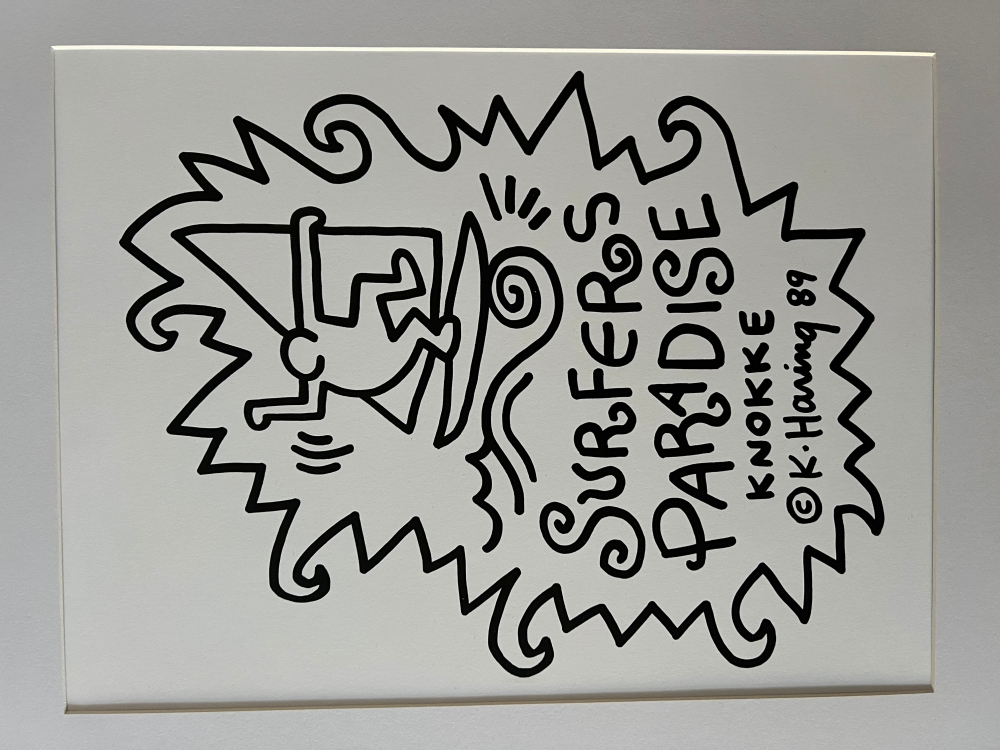 SURFERS
PARADISE
KNOKKE
© K·Haring 89